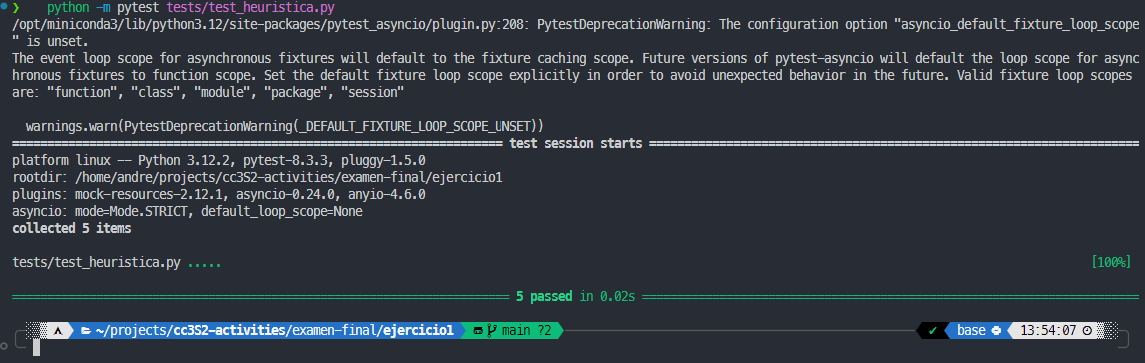 ❯ python -m pytest tests/test_heuristica.py
/opt/miniconda3/lib/python3.12/site-packages/pytest_asyncio/plugin.py:208: PytestDeprecationWarning: The configuration option "asyncio_default_fixture_loop_scope
" is unset.
The event loop scope for asynchronous fixtures will default to the fixture caching scope. Future versions of pytest-asyncio will default the loop scope for async
hronous fixtures to function scope. Set the default fixture loop scope explicitly in order to avoid unexpected behavior in the future. Valid fixture loop scopes
are: "function", "class", "module", "package", "session"
warnings.warn(PytestDeprecationWarning(_DEFAULT_FIXTURE_LOOP_SCOPE_UNSET))
test session starts
platform linux -- Python 3.12.2, pytest-8.3.3, pluggy-1.5.0
rootdir: /home/andre/projects/cc3S2-activities/examen-final/ejercicio1
plugins: mock-resources-2.12.1, asyncio-0.24.0, anyio-4.6.0
asyncio: mode=Mode.STRICT, default_loop_scope=None
collected 5 items
tests/test_heuristica.py ..... [100%]
5 passed in 0.02s
~/projects/cc3S2-activities/examen-final/ejercicio1 main ?2 ✔ base 13:54:07